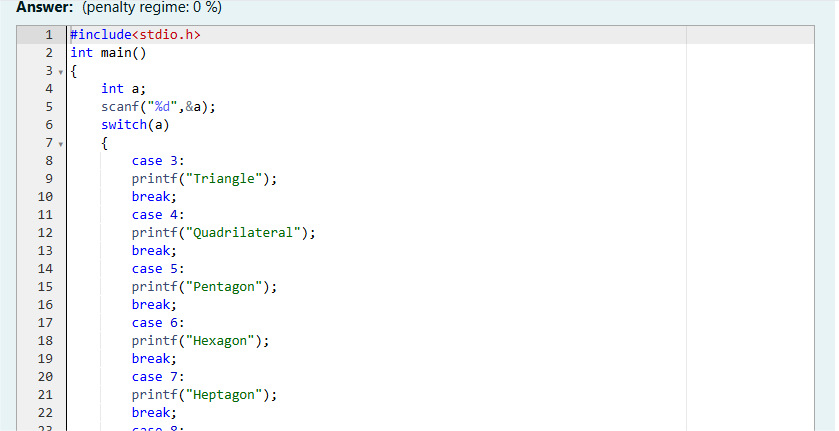 Answer: (penalty regime: 0 %)
1 #include<stdio.h>
2 int main()
3 {
4 int a;
5 scanf("%d",&a);
6 switch(a)
7 {
8 case 3:
9 printf("Triangle");
10 break;
11 case 4:
12 printf("Quadrilateral");
13 break;
14 case 5:
15 printf("Pentagon");
16 break;
17 case 6:
18 printf("Hexagon");
19 break;
20 case 7:
21 printf("Heptagon");
22 break;
23 case 8: